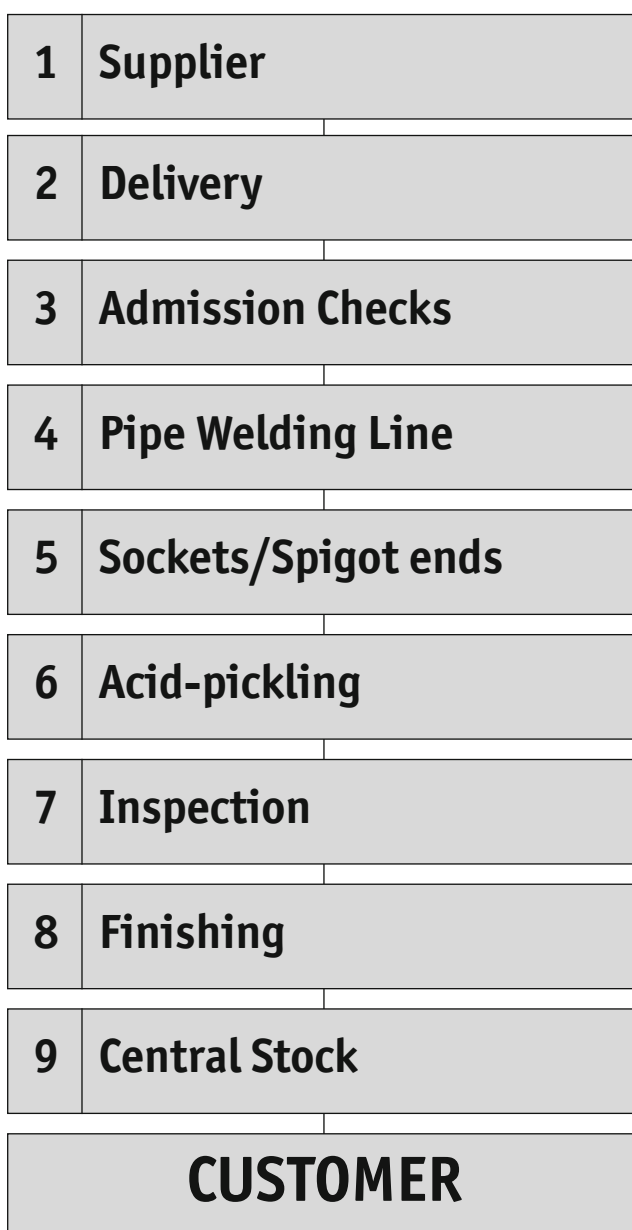 1 Supplier
2 Delivery
3 Admission Checks
4 Pipe Welding Line
5 Sockets/Spigot ends
6 Acid-pickling
7 Inspection
8 Finishing
9 Central Stock
CUSTOMER